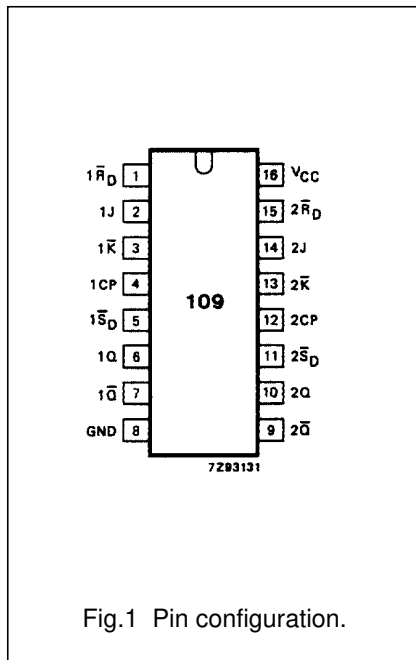 1R̅D 1 16 VCC
1J 2 15 2R̅D
1K̅ 3 14 2J
1CP 4 13 2K̅
109
1S̅D 5 12 2CP
1Q 6 11 2S̅D
1Q̅ 7 10 2Q
GND 8 9 2Q̅
7Z93131
Fig.1 Pin configuration.